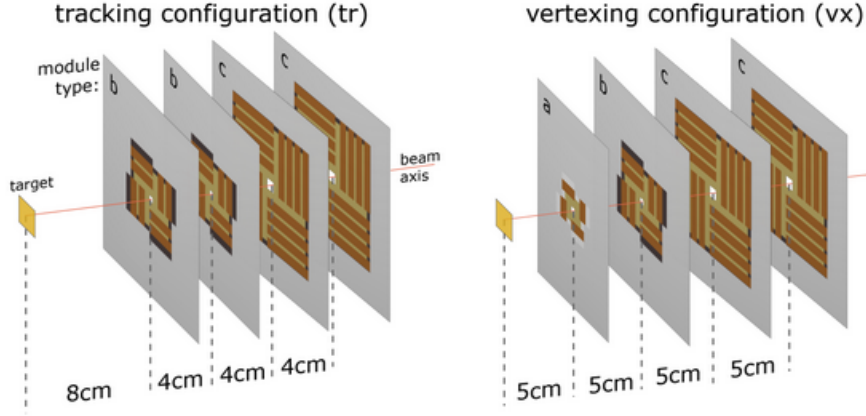 tracking configuration (tr)
vertexing configuration (vx)
module
type:
b
b
c
c
target
beam
axis
8cm
4cm
4cm
4cm
a
b
c
c
5cm
5cm
5cm
5cm